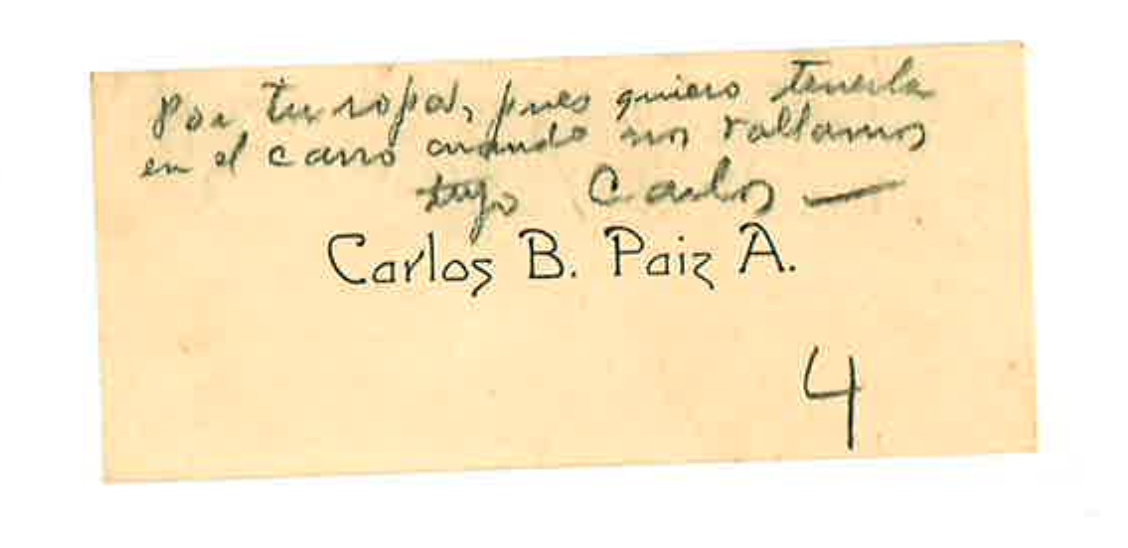 Por tu ropa, pues quiero tenerla
en el carro cuando nos vallamos
tuyo Carlos —
Carlos B. Paiz A.
4